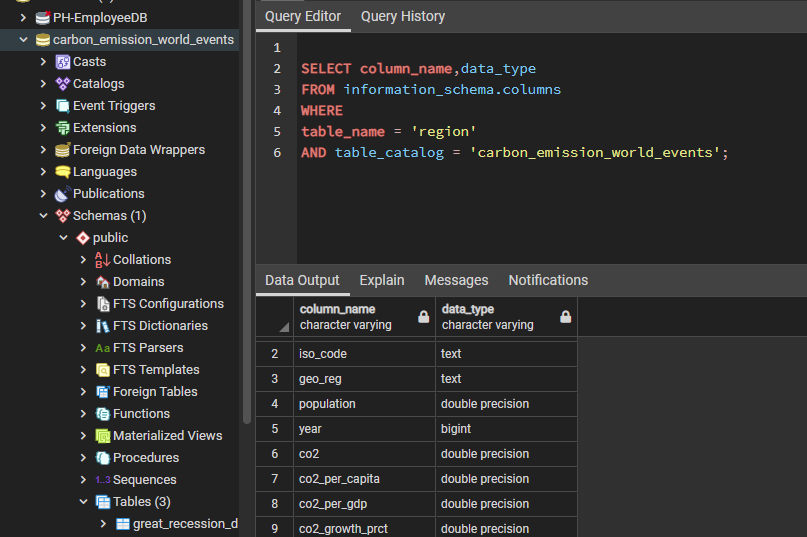 PH-EmployeeDB
carbon_emission_world_events
Casts
Catalogs
Event Triggers
Extensions
Foreign Data Wrappers
Languages
Publications
Schemas (1)
public
Collations
Domains
FTS Configurations
FTS Dictionaries
Aa FTS Parsers
FTS Templates
Foreign Tables
Functions
Materialized Views
Procedures
1..3 Sequences
Tables (3)
great_recession_d
Query Editor Query History
1
2 SELECT column_name,data_type
3 FROM information_schema.columns
4 WHERE
5 table_name = 'region'
6 AND table_catalog = 'carbon_emission_world_events';
Data Output Explain Messages Notifications
column_name data_type
character varying character varying
2 iso_code text
3 geo_reg text
4 population double precision
5 year bigint
6 co2 double precision
7 co2_per_capita double precision
8 co2_per_gdp double precision
9 co2_growth_prct double precision